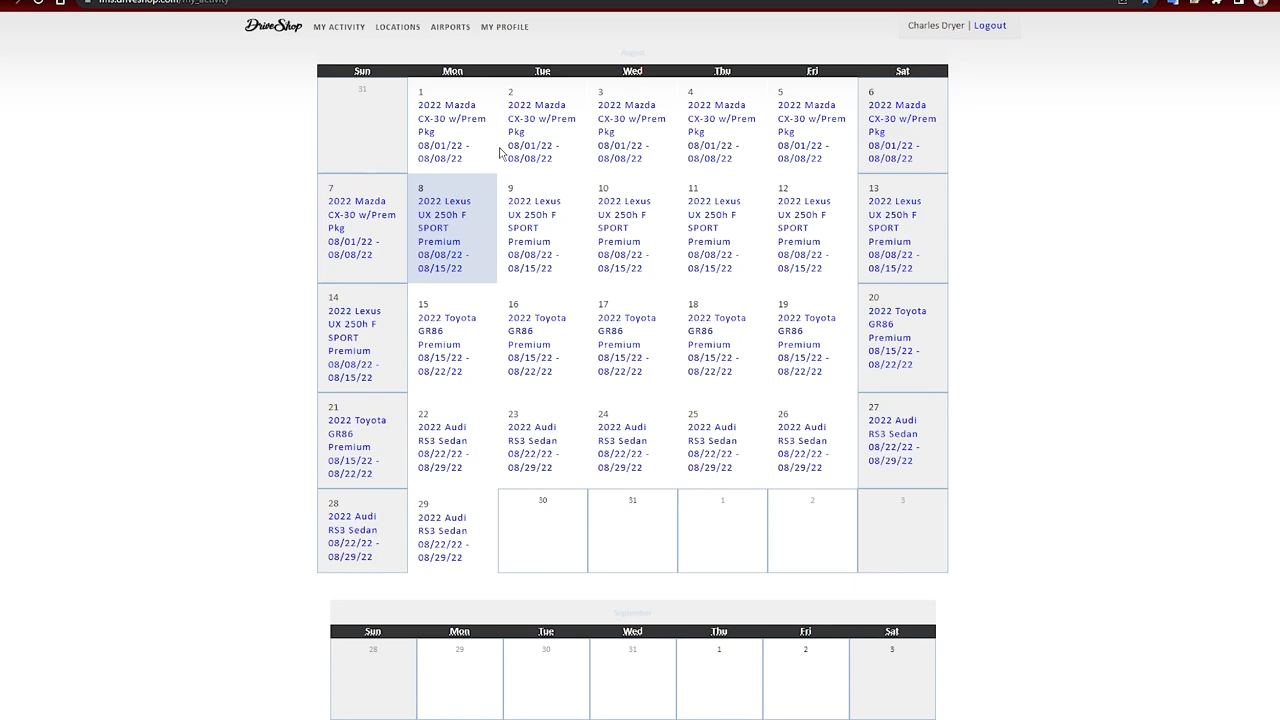 fms.driveshop.com/my_activity
DriveShop MY ACTIVITY LOCATIONS AIRPORTS MY PROFILE Charles Dryer | Logout
August
Sun Mon Tue Wed Thu Fri Sat
31 1 2 3 4 5 6
2022 Mazda 2022 Mazda 2022 Mazda 2022 Mazda 2022 Mazda 2022 Mazda
CX-30 w/Prem CX-30 w/Prem CX-30 w/Prem CX-30 w/Prem CX-30 w/Prem CX-30 w/Prem
Pkg Pkg Pkg Pkg Pkg Pkg
08/01/22 - 08/01/22 - 08/01/22 - 08/01/22 - 08/01/22 - 08/01/22 -
08/08/22 08/08/22 08/08/22 08/08/22 08/08/22 08/08/22
7 8 9 10 11 12 13
2022 Mazda 2022 Lexus 2022 Lexus 2022 Lexus 2022 Lexus 2022 Lexus 2022 Lexus
CX-30 w/Prem UX 250h F UX 250h F UX 250h F UX 250h F UX 250h F UX 250h F
Pkg SPORT SPORT SPORT SPORT SPORT SPORT
08/01/22 - Premium Premium Premium Premium Premium Premium
08/08/22 08/08/22 - 08/08/22 - 08/08/22 - 08/08/22 - 08/08/22 - 08/08/22 -
08/15/22 08/15/22 08/15/22 08/15/22 08/15/22 08/15/22
14 15 16 17 18 19 20
2022 Lexus 2022 Toyota 2022 Toyota 2022 Toyota 2022 Toyota 2022 Toyota 2022 Toyota
UX 250h F GR86 GR86 GR86 GR86 GR86 GR86
SPORT Premium Premium Premium Premium Premium Premium
Premium 08/15/22 - 08/15/22 - 08/15/22 - 08/15/22 - 08/15/22 - 08/15/22 -
08/08/22 - 08/22/22 08/22/22 08/22/22 08/22/22 08/22/22 08/22/22
08/15/22
21 22 23 24 25 26 27
2022 Toyota 2022 Audi 2022 Audi 2022 Audi 2022 Audi 2022 Audi 2022 Audi
GR86 RS3 Sedan RS3 Sedan RS3 Sedan RS3 Sedan RS3 Sedan RS3 Sedan
Premium 08/22/22 - 08/22/22 - 08/22/22 - 08/22/22 - 08/22/22 - 08/22/22 -
08/15/22 - 08/29/22 08/29/22 08/29/22 08/29/22 08/29/22 08/29/22
08/22/22
28 29 30 31 1 2 3
2022 Audi 2022 Audi
RS3 Sedan RS3 Sedan
08/22/22 - 08/22/22 -
08/29/22 08/29/22
September
Sun Mon Tue Wed Thu Fri Sat
28 29 30 31 1 2 3